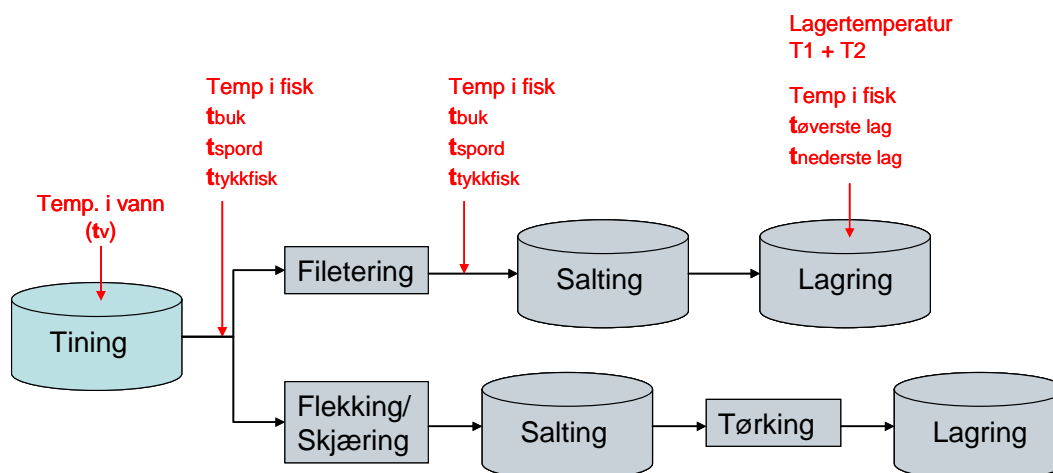 Lagertemperatur
T1 + T2
Temp i fisk
tbuk
tspord
ttykkfisk
Temp i fisk
tbuk
tspord
ttykkfisk
Temp i fisk
tøverste lag
tnederste lag
Temp. i vann
(tv)
Tining
Filetering
Salting
Lagring
Flekking/
Skjæring
Salting
Tørking
Lagring